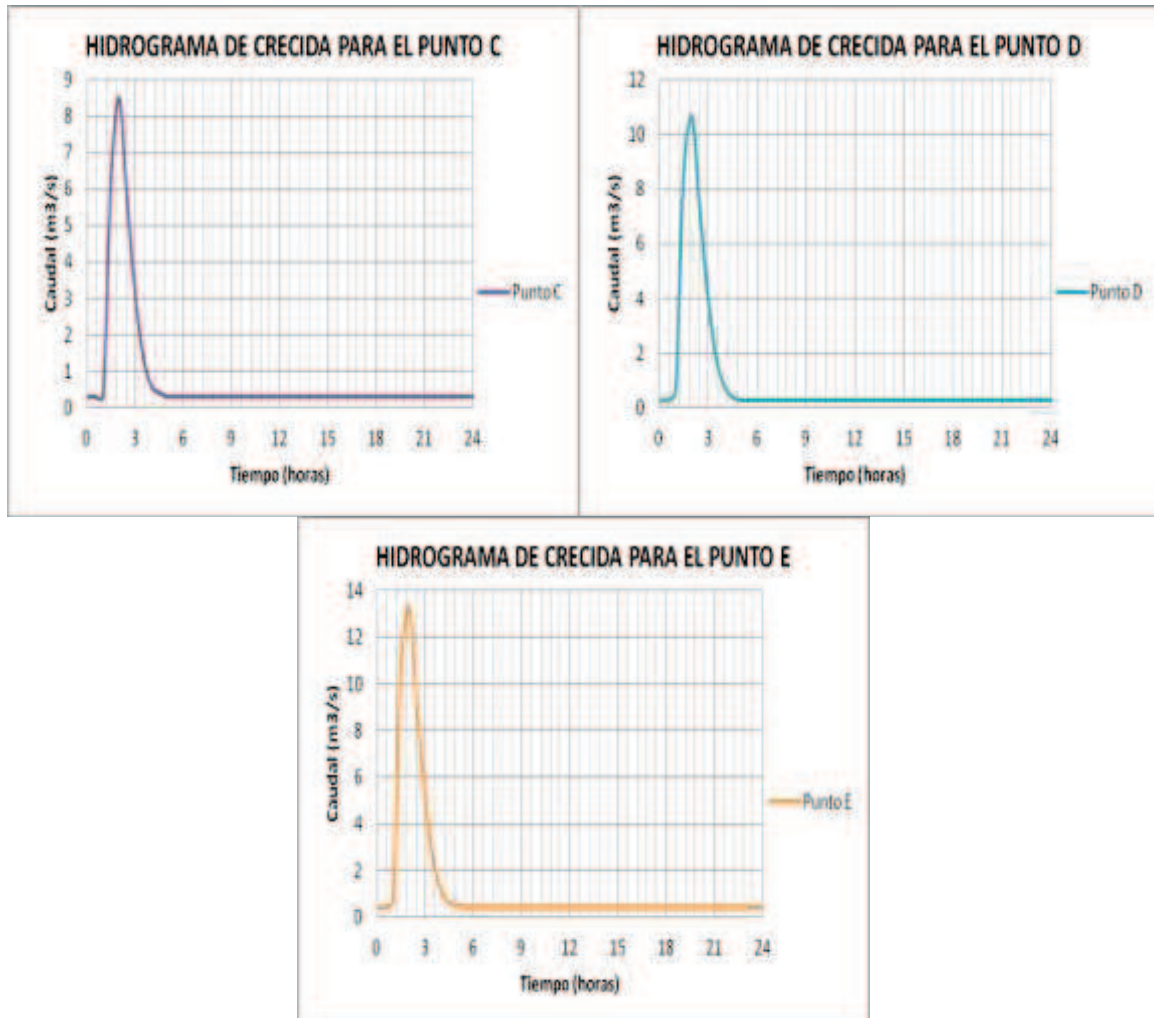 HIDROGRAMA DE CRECIDA PARA EL PUNTO C
9
8
7
6
5
4
3
2
1
0
Caudal (m3/s)
0 3 6 9 12 15 18 21 24
Tiempo (horas)
Punto C
HIDROGRAMA DE CRECIDA PARA EL PUNTO D
12
10
8
6
4
2
0
Caudal (m3/s)
0 3 6 9 12 15 18 21 24
Tiempo (horas)
Punto D
HIDROGRAMA DE CRECIDA PARA EL PUNTO E
14
12
10
8
6
4
2
0
Caudal (m3/s)
0 3 6 9 12 15 18 21 24
Tiempo (horas)
Punto E